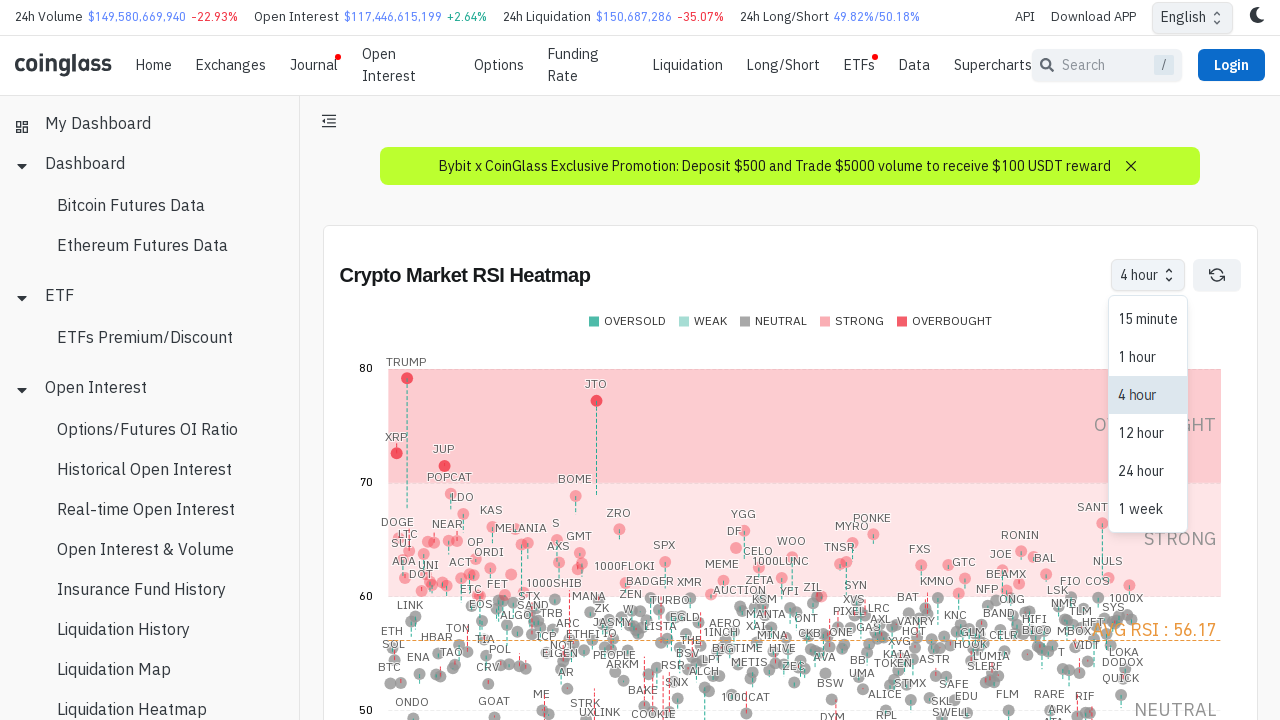 24h Volume $149,580,669,940 -22.93% Open Interest $117,446,615,199 +2.64% 24h Liquidation $150,687,286 -35.07% 24h Long/Short 49.82%/50.18% API Download APP English
coinglass Home Exchanges Journal Open Interest Options Funding Rate Liquidation Long/Short ETFs Data Supercharts Search / Login
My Dashboard
Dashboard
Bitcoin Futures Data
Ethereum Futures Data
ETF
ETFs Premium/Discount
Open Interest
Options/Futures OI Ratio
Historical Open Interest
Real-time Open Interest
Open Interest & Volume
Insurance Fund History
Liquidation History
Liquidation Map
Liquidation Heatmap
Bybit x CoinGlass Exclusive Promotion: Deposit $500 and Trade $5000 volume to receive $100 USDT reward
Crypto Market RSI Heatmap
4 hour
15 minute
1 hour
4 hour
12 hour
24 hour
1 week
OVERSOLD WEAK NEUTRAL STRONG OVERBOUGHT
80
TRUMP
JTO
XRP
JUP
70
POPCAT
BOME
LDO
KAS
ZRO
YGG
PONKE
DOGE
NEAR
MELANIA
S
MYRO
LTC
DF
RONIN
SUI
OP
GMT
SPX
WOO
TNSR
STRONG
ORDI
AXS
CELO
FXS
JOE
BAL
ADA
UNI
ACT
1000FLOKI
MEME
1000LUNC
GTC
NULS
DOT
FET
1000SHIB
BADGER
XMR
ZETA
KMNO
BEAMX
FIO
COS
ETC
AUCTION
YFI
ZIL
SYN
NFP
LSK
60
LINK
EOS
STX
MANA
ZEN
TURBO
KSM
XVS
BAT
ONG
NMR
1000X
SAND
ZK
W
MANTA
PIXEL
LRC
KNC
BAND
TLM
SYS
ALGO
TRB
ARC
JASMY
EGLD
AERO
XAI
ONT
AXL
VANRY
HIFI
HFT
ETH
TON
HBAR
TIA
ICP
ETHFI
IO
LISTA
1INCH
MINA
CKB
ONE
GAS
HOT
GLM
CELR
BICO
MBOX
AVG RSI : 56.17
SOL
TAO
POL
NOT
EIGEN
PEOPLE
THE
BSV
BIGTIME
HIVE
XVG
HOOK
T
VIDT
LOKA
BTC
ENA
CRV
AR
ARKM
RSR
LPT
METIS
ZEC
AVA
BB
KAIA
TOKEN
ASTR
LUMIA
SLERF
DODOX
ALCH
UMA
QUICK
ONDO
GOAT
ME
STRK
BAKE
SNX
1000CAT
BSW
ALICE
STMX
SAFE
EDU
FLM
RARE
RIF
50
UXLINK
COOKIE
DYM
RPL
SKL
SWELL
ARK
NEUTRAL